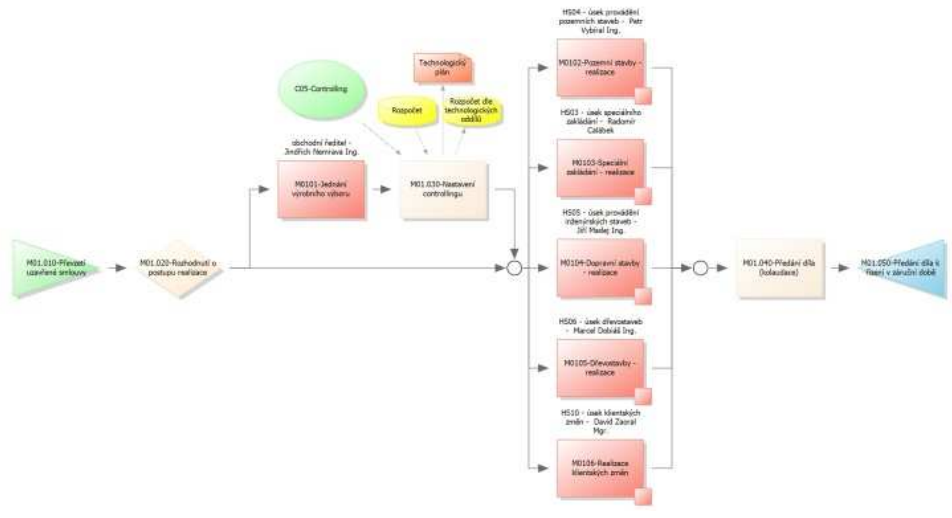 HS04 - úsek provádění
pozemních staveb - Petr
Vybíral Ing.
M0102-Pozemní stavby -
realizace
Technologický
plán
C05-Controlling
Rozpočet
Rozpočet dle
technologických
oddílů
HS03 - úsek speciálního
zakládání - Radomír
Calábek
M0103-Speciální
zakládání - realizace
obchodní ředitel -
Jindřich Nemrava Ing.
M0101-Jednání
výrobního výboru
M01.030-Nastavení
controllingu
HS05 - úsek provádění
inženýrských staveb -
Jiří Maslej Ing.
M01.010-Převzetí
uzavřené smlouvy
M01.020-Rozhodnutí o
postupu realizace
M0104-Dopravní stavby
- realizace
M01.040-Předání díla
(kolaudace)
M01.050-Předání díla k
řízení v záruční době
HS06 - úsek dřevostaveb
- Marcel Dobiáš Ing.
M0105-Dřevostavby -
realizace
HS10 - úsek klientských
změn - David Zaoral
Mgr.
M0106-Realizace
klientských změn